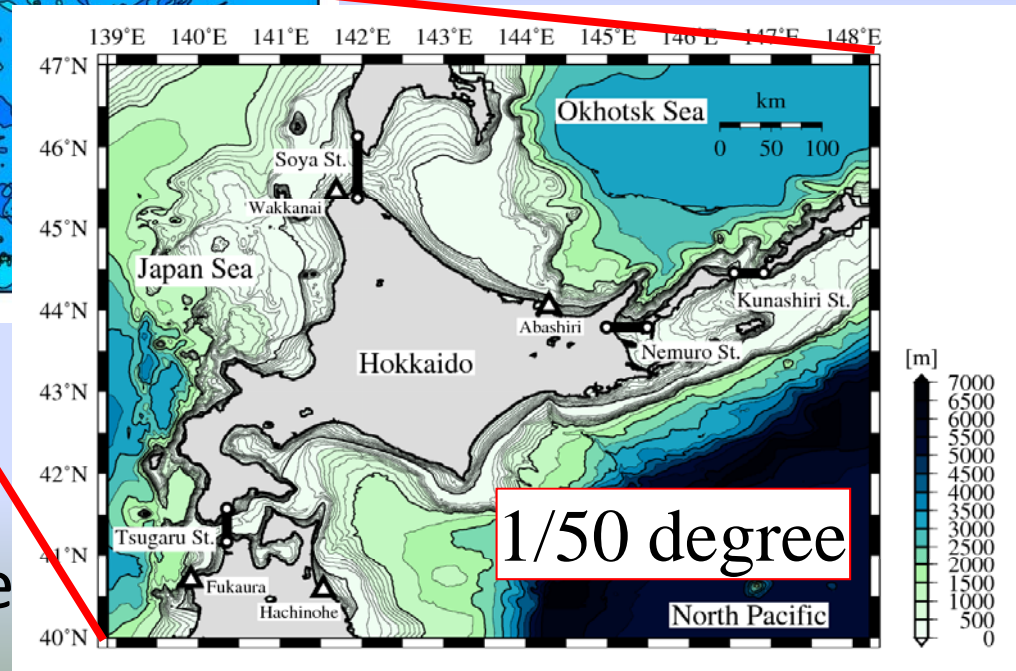 139°E 140°E 141°E 142°E 143°E 144°E 145°E 146°E 147°E 148°E
47°N
46°N
45°N
44°N
43°N
42°N
41°N
40°N
Okhotsk Sea
km
0 50 100
Soya St.
Wakkanai
Japan Sea
Kunashiri St.
Abashiri
Nemuro St.
Hokkaido
[m]
7000
6500
6000
5500
5000
4500
4000
3500
3000
2500
2000
1500
1000
500
0
1/50 degree
Tsugaru St.
Fukaura
Hachinohe
North Pacific
e